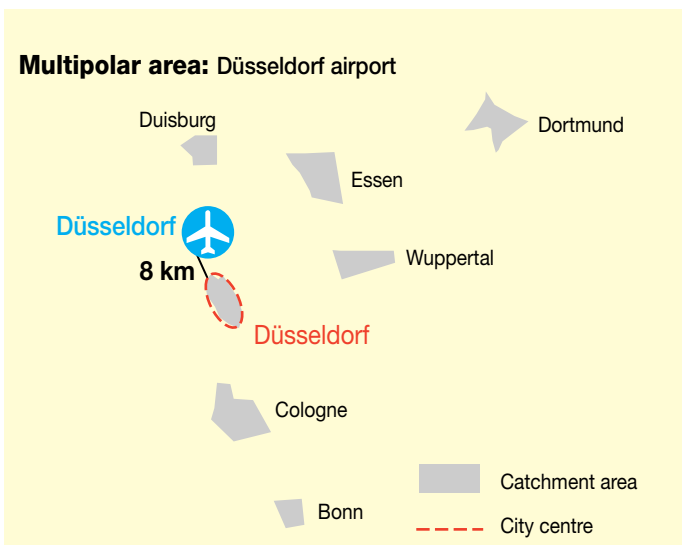 Multipolar area: Düsseldorf airport
Duisburg
Dortmund
Essen
Düsseldorf
Wuppertal
8 km
Düsseldorf
Cologne
Catchment area
Bonn
City centre